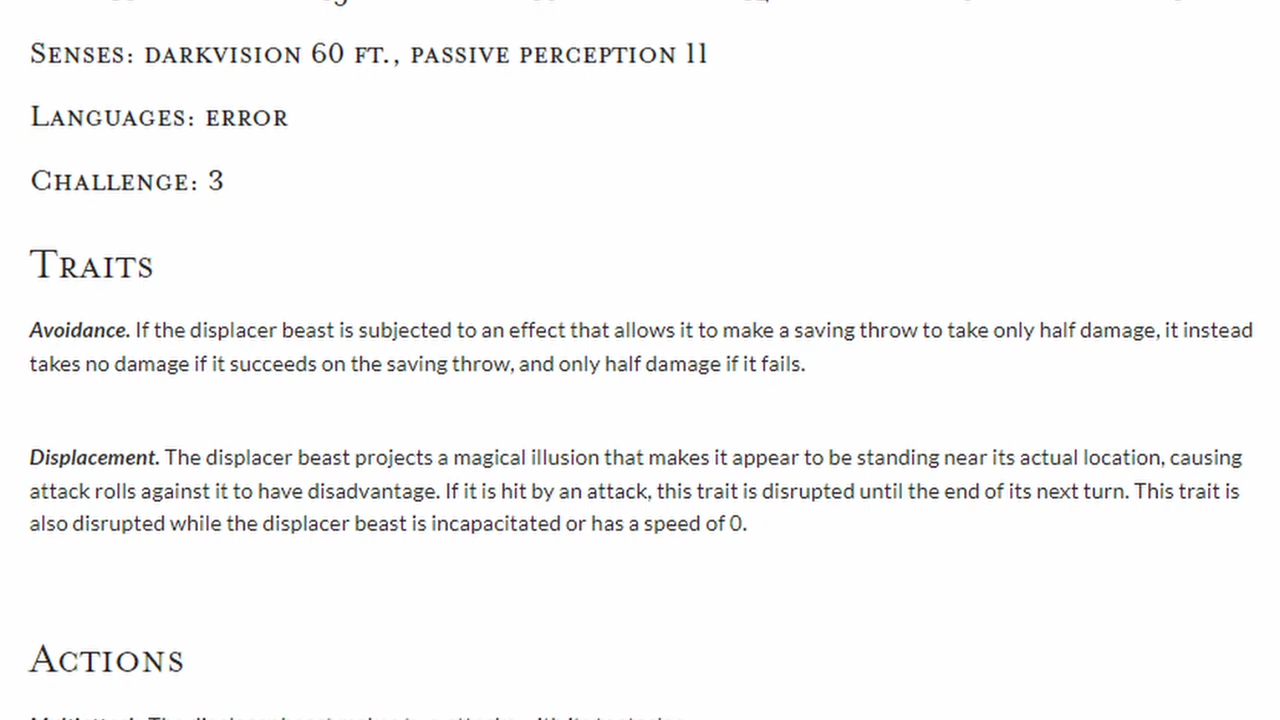 Senses: darkvision 60 ft., passive perception 11
Languages: error
Challenge: 3
Traits
Avoidance. If the displacer beast is subjected to an effect that allows it to make a saving throw to take only half damage, it instead
takes no damage if it succeeds on the saving throw, and only half damage if it fails.
Displacement. The displacer beast projects a magical illusion that makes it appear to be standing near its actual location, causing
attack rolls against it to have disadvantage. If it is hit by an attack, this trait is disrupted until the end of its next turn. This trait is
also disrupted while the displacer beast is incapacitated or has a speed of 0.
Actions